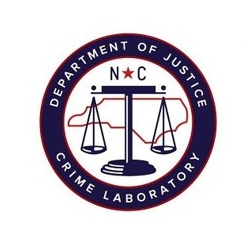 DEPARTMENT OF JUSTICE
N★C
CRIME LABORATORY